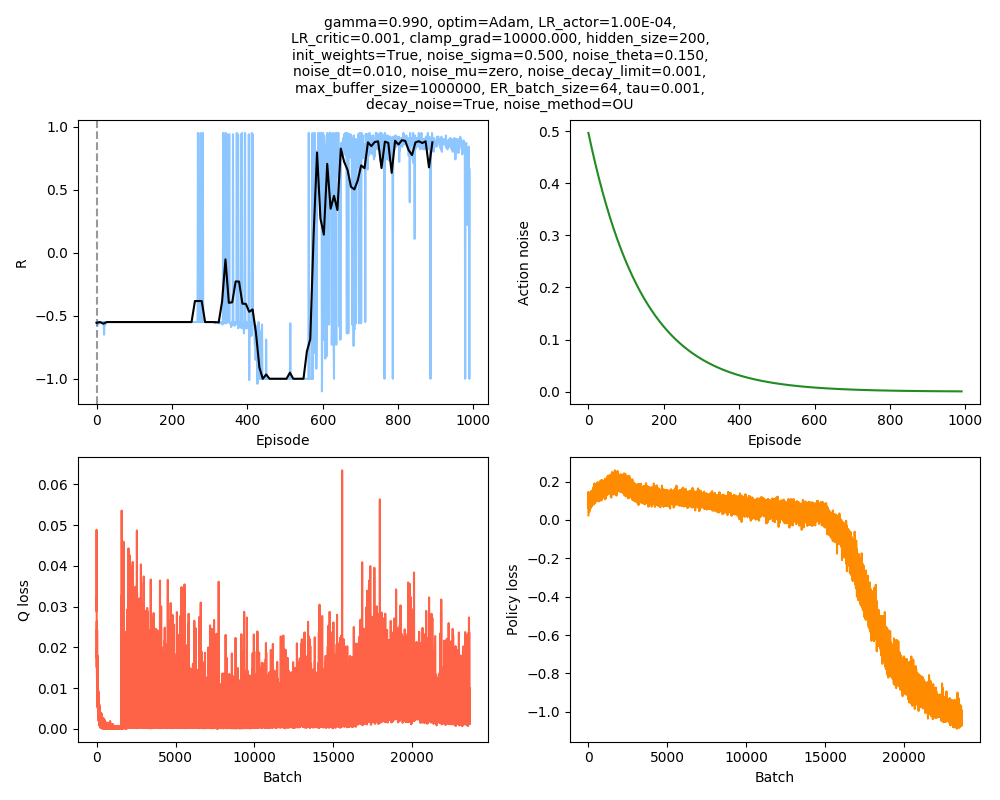 gamma=0.990, optim=Adam, LR_actor=1.00E-04,
LR_critic=0.001, clamp_grad=10000.000, hidden_size=200,
init_weights=True, noise_sigma=0.500, noise_theta=0.150,
noise_dt=0.010, noise_mu=zero, noise_decay_limit=0.001,
max_buffer_size=1000000, ER_batch_size=64, tau=0.001,
decay_noise=True, noise_method=OU
R
1.0
0.5
0.0
−0.5
−1.0
0 200 400 600 800 1000
Episode
Action noise
0.5
0.4
0.3
0.2
0.1
0.0
0 200 400 600 800 1000
Episode
Q loss
0.06
0.05
0.04
0.03
0.02
0.01
0.00
0 5000 10000 15000 20000
Batch
Policy loss
0.2
0.0
−0.2
−0.4
−0.6
−0.8
−1.0
0 5000 10000 15000 20000
Batch